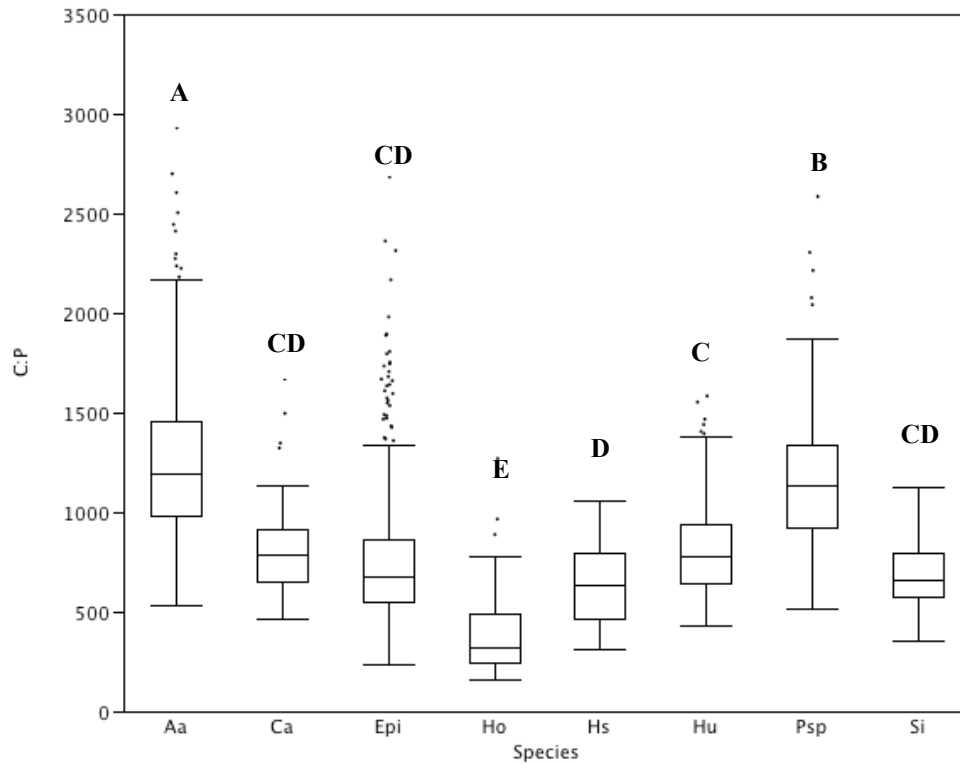 3500
3000
2500
2000
1500
1000
500
0
C:P
A
CD
CD
E
D
C
B
CD
Aa Ca Epi Ho Hs Hu Psp Si
Species